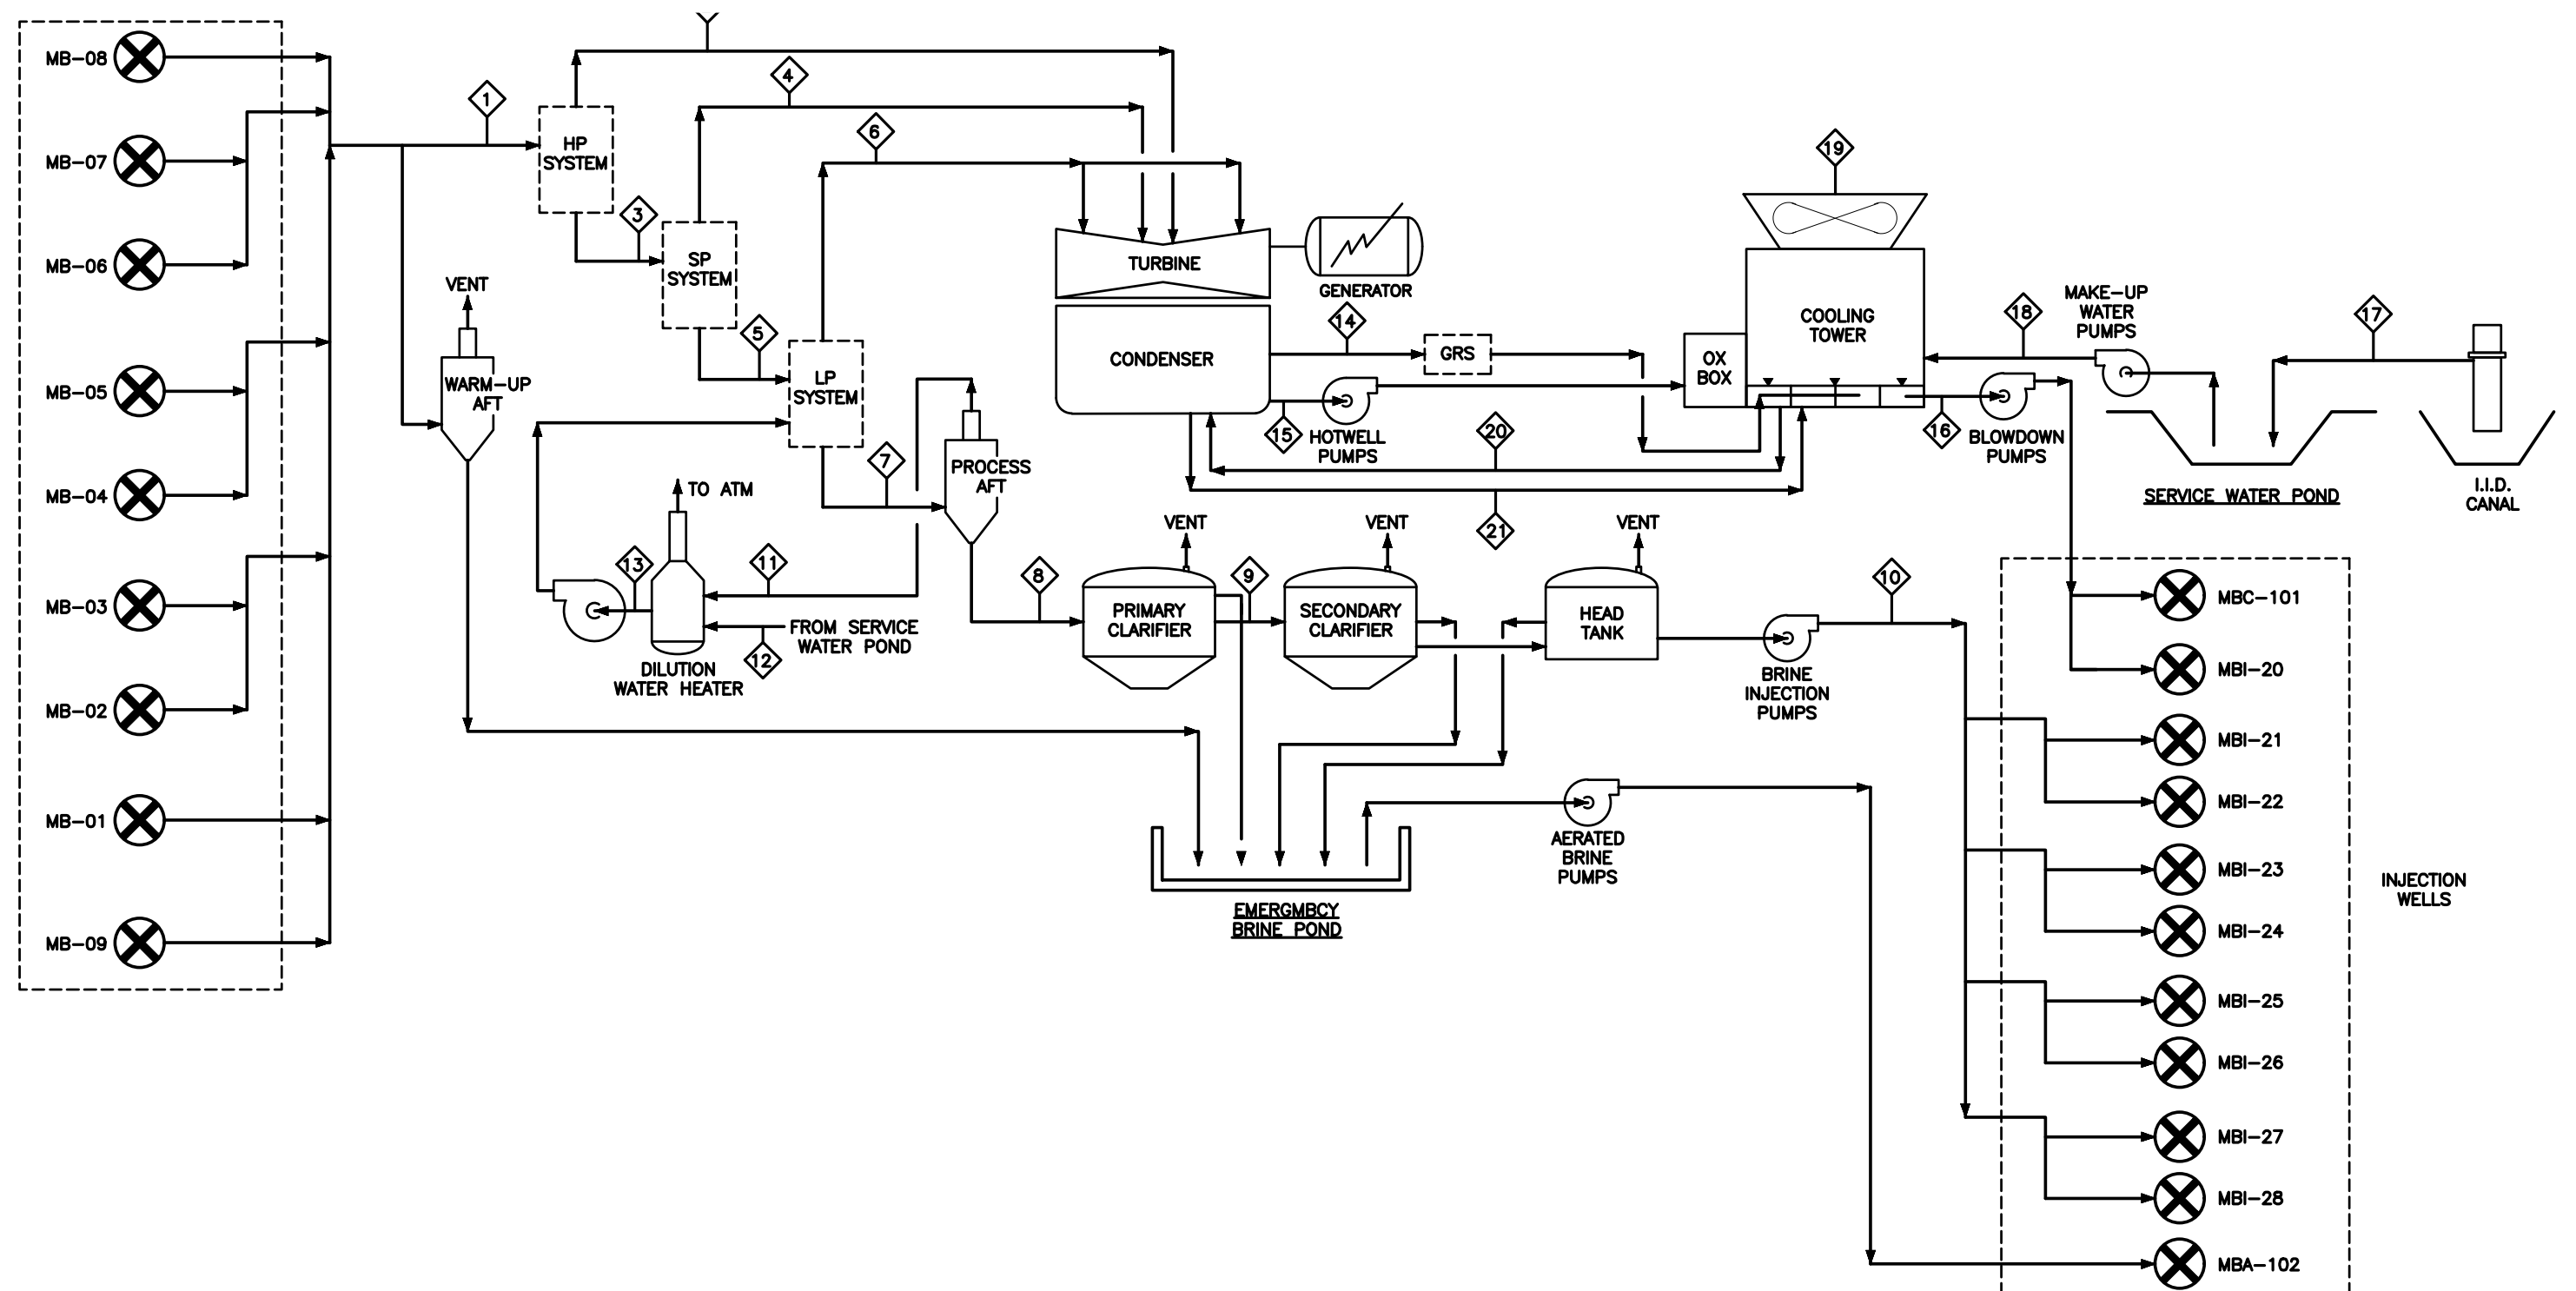 MB-08
MB-07
MB-06
MB-05
MB-04
MB-03
MB-02
MB-01
MB-09
1
HP
SYSTEM
3
4
SP
SYSTEM
5
6
LP
SYSTEM
7
VENT
WARM-UP
AFT
TO ATM
13
11
FROM SERVICE
WATER POND
12
DILUTION
WATER HEATER
PROCESS
AFT
TURBINE
GENERATOR
CONDENSER
14
GRS
15
HOTWELL
PUMPS
20
21
19
COOLING
TOWER
OX
BOX
18
MAKE-UP
WATER
PUMPS
16
BLOWDOWN
PUMPS
17
SERVICE WATER POND
I.I.D.
CANAL
8
VENT
PRIMARY
CLARIFIER
9
VENT
SECONDARY
CLARIFIER
VENT
HEAD
TANK
10
BRINE
INJECTION
PUMPS
AERATED
BRINE
PUMPS
EMERGMBCY
BRINE POND
MBC-101
MBI-20
MBI-21
MBI-22
MBI-23
MBI-24
MBI-25
MBI-26
MBI-27
MBI-28
MBA-102
INJECTION
WELLS